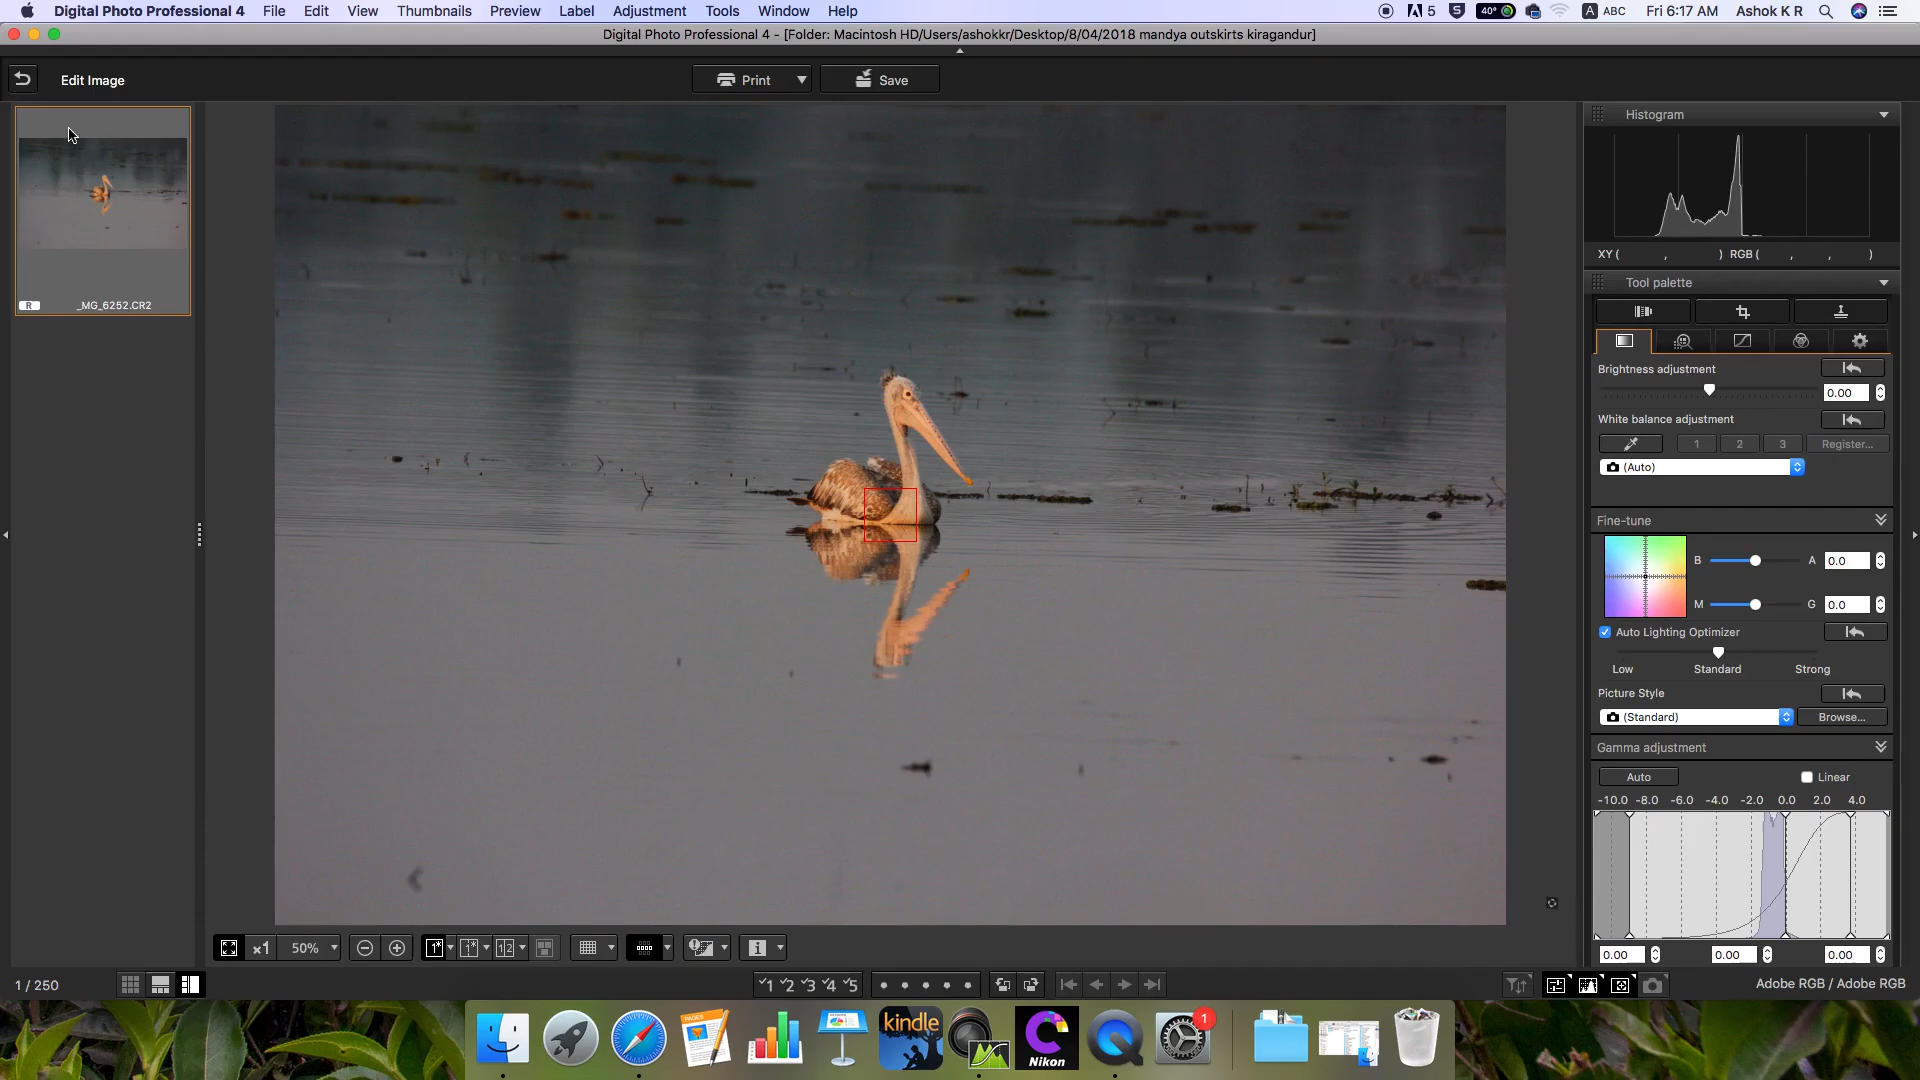 Digital Photo Professional 4 File Edit View Thumbnails Preview Label Adjustment Tools Window Help 5 40° A ABC Fri 6:17 AM Ashok K R
Digital Photo Professional 4 - [Folder: Macintosh HD/Users/ashokkr/Desktop/8/04/2018 mandya outskirts kiragandur]
Edit Image Print Save
R _MG_6252.CR2
Histogram
XY ( , ) RGB ( , , )
Tool palette
Brightness adjustment
0.00
White balance adjustment
1 2 3 Register...
(Auto)
Fine-tune
B A 0.0
M G 0.0
Auto Lighting Optimizer
Low Standard Strong
Picture Style
(Standard) Browse...
Gamma adjustment
Auto Linear
-10.0 -8.0 -6.0 -4.0 -2.0 0.0 2.0 4.0
0.00 0.00 0.00
x1 50%
1 / 250 1 2 3 4 5 Adobe RGB / Adobe RGB
PAGES
kindle
Nikon
1